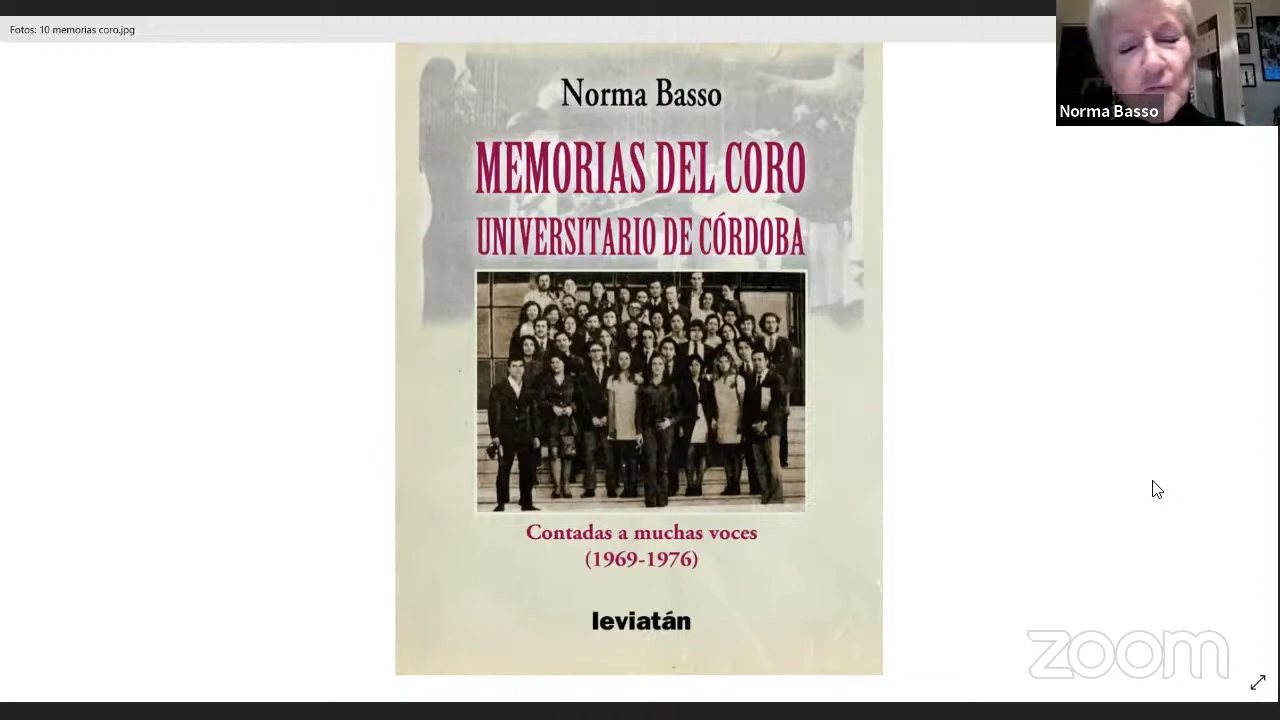 Fotos: 10 memorias coro.jpg
Norma Basso
Norma Basso
MEMORIAS DEL CORO
UNIVERSITARIO DE CÓRDOBA
Contadas a muchas voces
(1969-1976)
leviatán
zoom